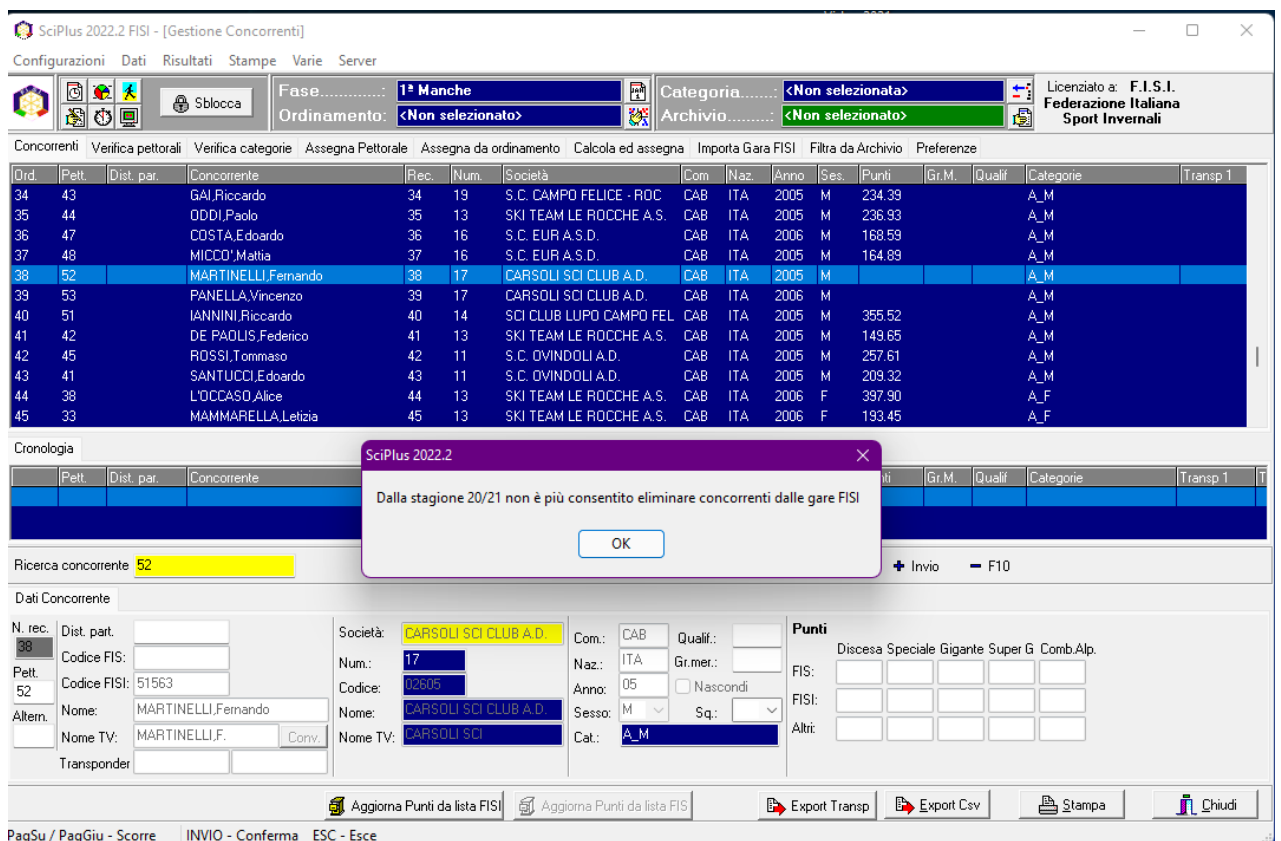 SciPlus 2022.2 FISI - [Gestione Concorrenti]
Configurazioni Dati Risultati Stampe Varie Server
Sblocca
Fase............: 1ª Manche
Categoria.......: <Non selezionata>
Licenziato a: F.I.S.I.
Ordinamento: <Non selezionato>
Archivio.........: <Non selezionato>
Federazione Italiana
Sport Invernali
Concorrenti Verifica pettorali Verifica categorie Assegna Pettorale Assegna da ordinamento Calcola ed assegna Importa Gara FISI Filtra da Archivio Preferenze
Ord. Pett. Dist. par. Concorrente Rec. Num. Società Com Naz. Anno Ses. Punti Gr.M. Qualif Categorie Transp 1
34 43 GAI,Riccardo 34 19 S.C. CAMPO FELICE - ROC CAB ITA 2005 M 234.39 A_M
35 44 ODDI,Paolo 35 13 SKI TEAM LE ROCCHE A.S. CAB ITA 2005 M 236.93 A_M
36 47 COSTA,Edoardo 36 16 S.C. EUR A.S.D. CAB ITA 2006 M 168.59 A_M
37 48 MICCO',Mattia 37 16 S.C. EUR A.S.D. CAB ITA 2005 M 164.89 A_M
38 52 MARTINELLI,Fernando 38 17 CARSOLI SCI CLUB A.D. CAB ITA 2005 M A_M
39 53 PANELLA,Vincenzo 39 17 CARSOLI SCI CLUB A.D. CAB ITA 2006 M A_M
40 51 IANNINI,Riccardo 40 14 SCI CLUB LUPO CAMPO FEL CAB ITA 2005 M 355.52 A_M
41 42 DE PAOLIS,Federico 41 13 SKI TEAM LE ROCCHE A.S. CAB ITA 2005 M 149.65 A_M
42 45 ROSSI,Tommaso 42 11 S.C. OVINDOLI A.D. CAB ITA 2005 M 257.61 A_M
43 41 SANTUCCI,Edoardo 43 11 S.C. OVINDOLI A.D. CAB ITA 2005 M 209.32 A_M
44 38 L'OCCASO,Alice 44 13 SKI TEAM LE ROCCHE A.S. CAB ITA 2006 F 397.90 A_F
45 33 MAMMARELLA,Letizia 45 13 SKI TEAM LE ROCCHE A.S. CAB ITA 2006 F 193.45 A_F
Cronologia
Pett. Dist. par. Concorrente Gr.M. Qualif Categorie Transp 1 T
SciPlus 2022.2
Dalla stagione 20/21 non è più consentito eliminare concorrenti dalle gare FISI
OK
Ricerca concorrente 52
Invio F10
Dati Concorrente
N. rec. 38
Pett. 52
Altern.
Dist. part.
Codice FIS:
Codice FISI: 51563
Nome: MARTINELLI,Fernando
Nome TV: MARTINELLI,F. Conv.
Transponder
Società: CARSOLI SCI CLUB A.D.
Num.: 17
Codice: 02605
Nome: CARSOLI SCI CLUB A.D.
Nome TV: CARSOLI SCI
Com.: CAB Qualif.:
Naz.: ITA Gr.mer.:
Anno: 05 Nascondi
Sesso: M Sq.:
Cat.: A_M
Punti
Discesa Speciale Gigante Super G Comb.Alp.
FIS:
FISI:
Altri:
Aggiorna Punti da lista FISI Aggiorna Punti da lista FIS Export Transp Export Csv Stampa Chiudi
PagSu / PagGiu - Scorre INVIO - Conferma ESC - Esce